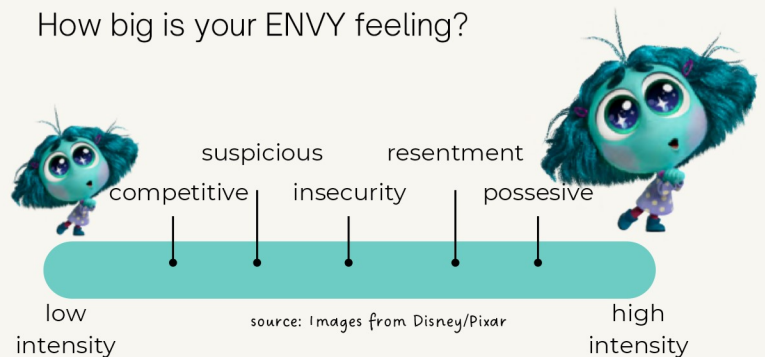 How big is your ENVY feeling?
suspicious
resentment
competitive
insecurity
possesive
low
intensity
high
intensity
source: Images from Disney/Pixar